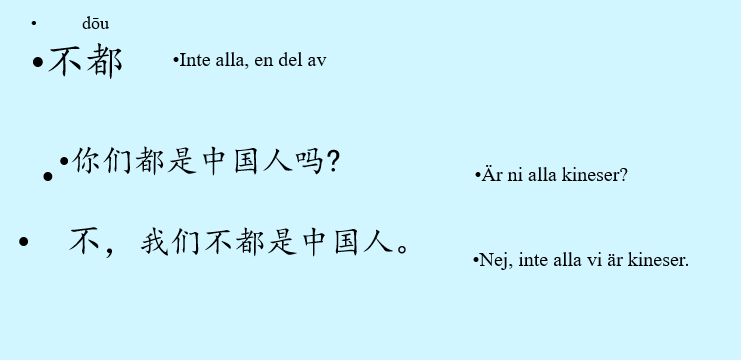 • dōu
•不都 •Inte alla, en del av
•你们都是中国人吗? •Är ni alla kineser?
• 不，我们不都是中国人。 •Nej, inte alla vi är kineser.